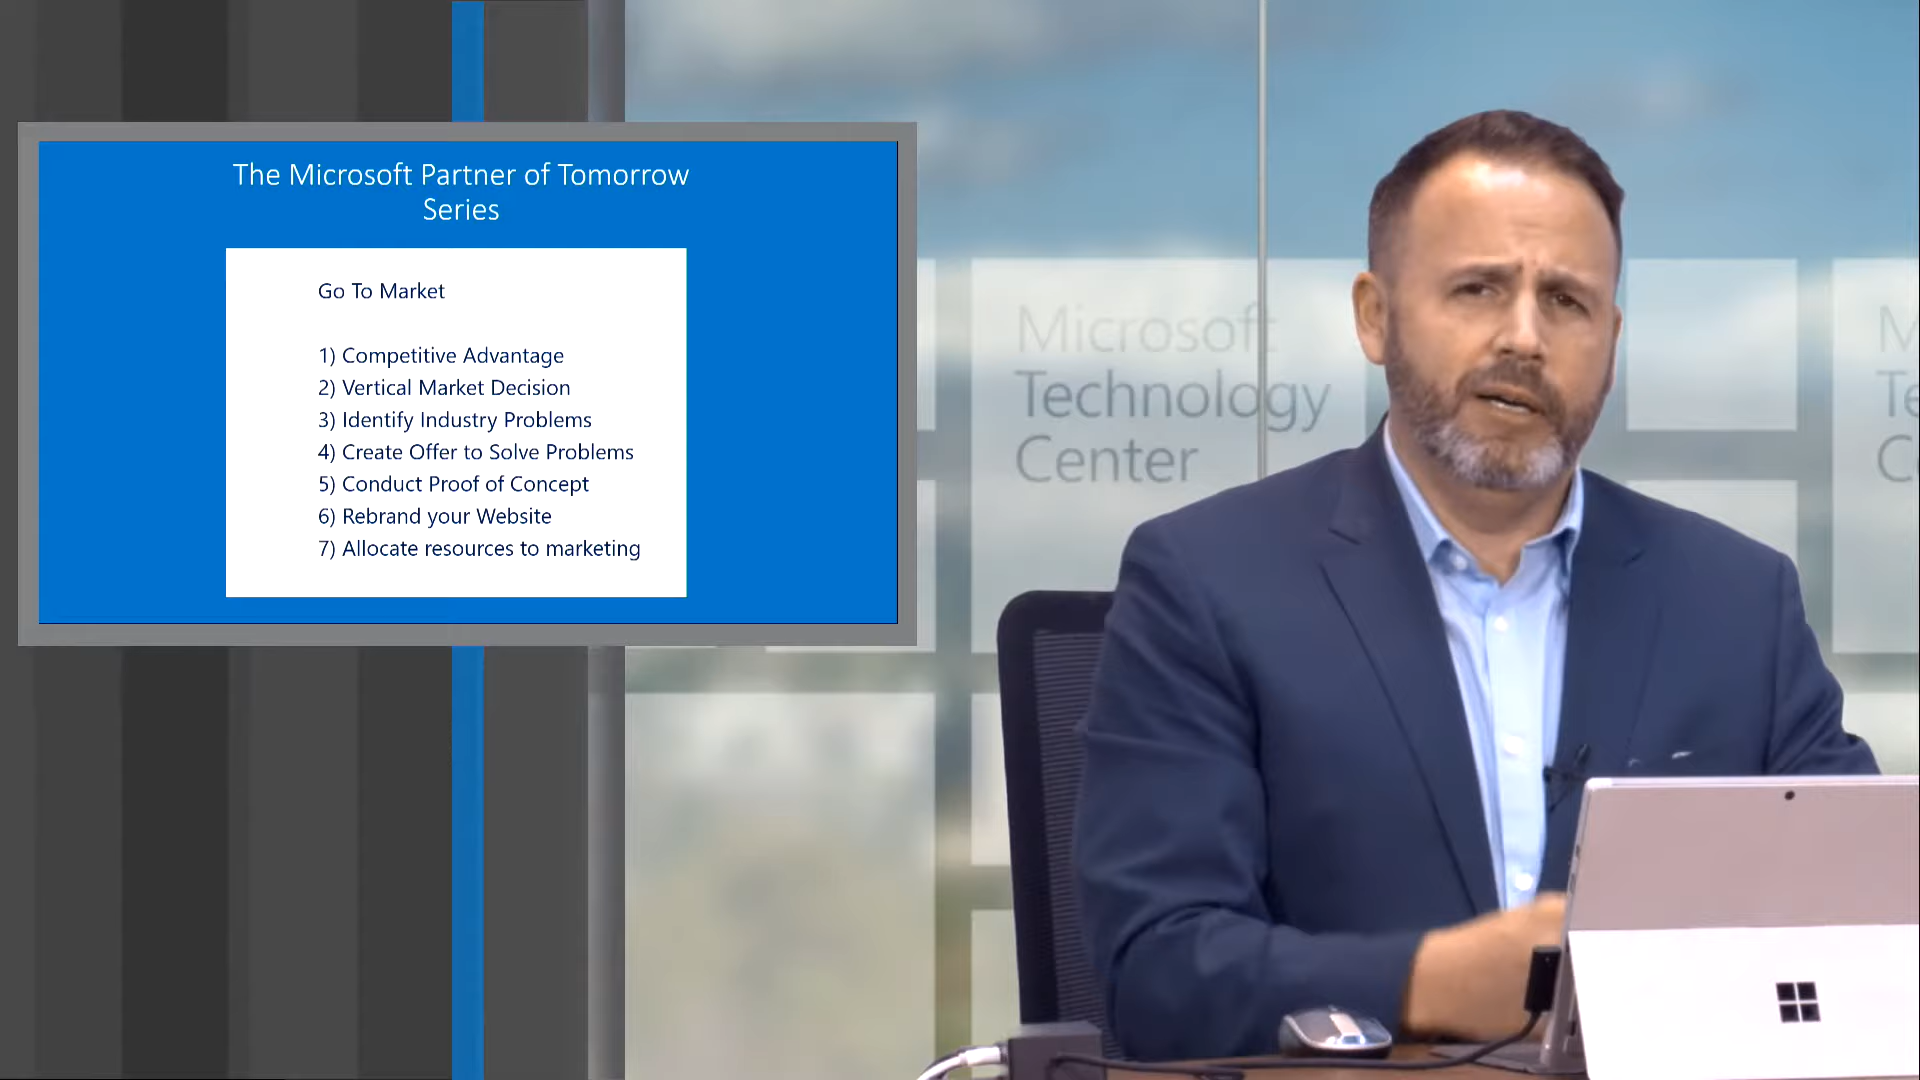 The Microsoft Partner of Tomorrow
Series
Go To Market
1) Competitive Advantage
2) Vertical Market Decision
3) Identify Industry Problems
4) Create Offer to Solve Problems
5) Conduct Proof of Concept
6) Rebrand your Website
7) Allocate resources to marketing
Microsoft
Technology
Center
M
Te
C